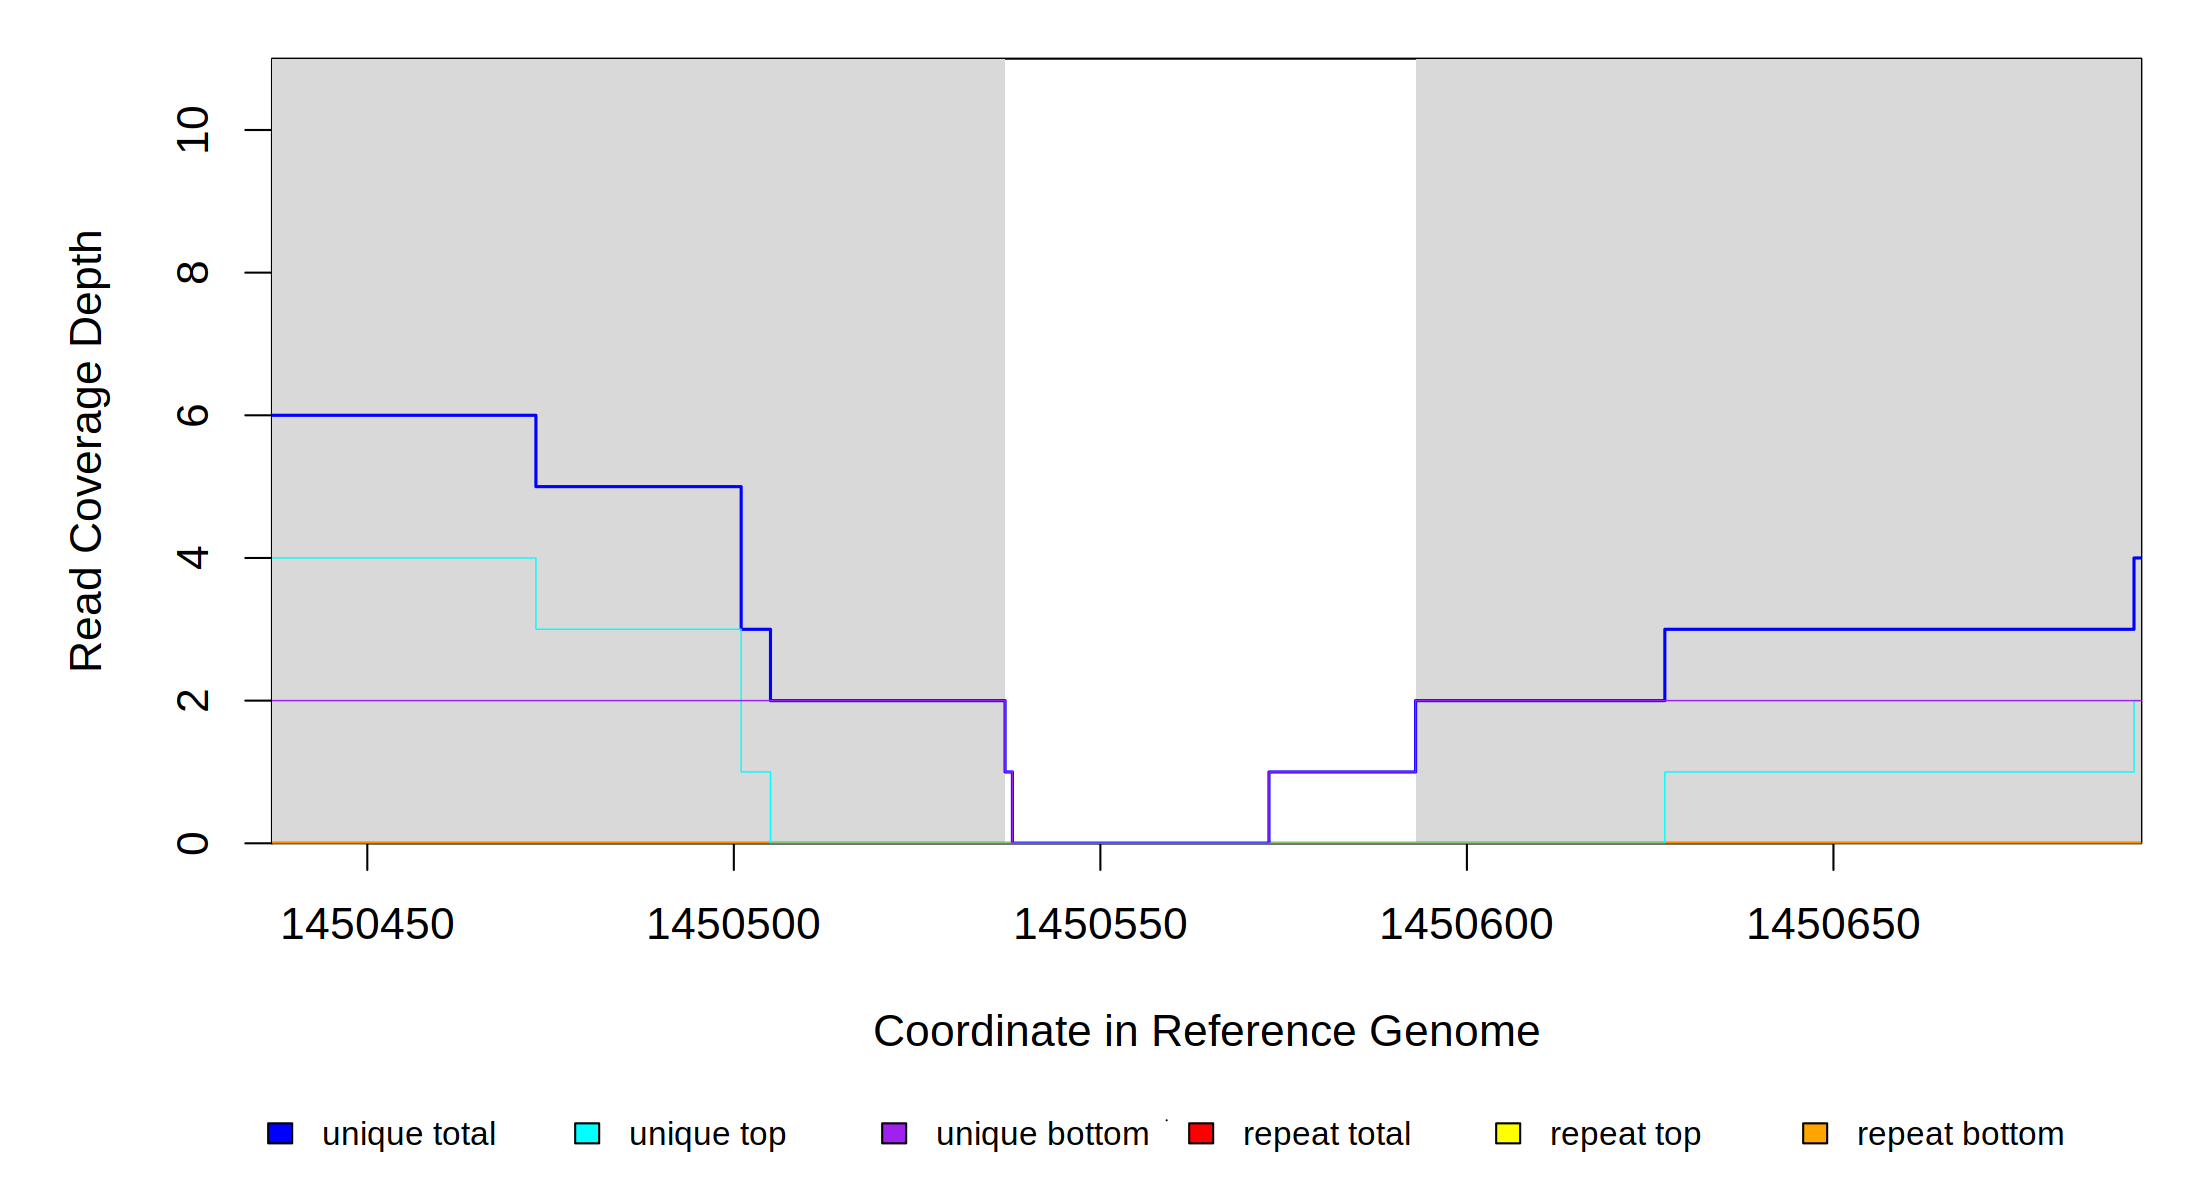 Read Coverage Depth
10
8
6
4
2
0
1450450 1450500 1450550 1450600 1450650
Coordinate in Reference Genome
unique total unique top unique bottom repeat total repeat top repeat bottom